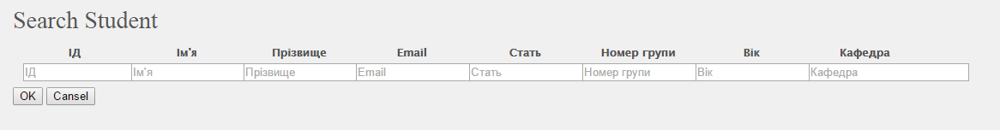 Search Student
ІД Ім'я Прізвище Email Стать Номер групи Вік Кафедра
ІД Ім'я Прізвище Email Стать Номер групи Вік Кафедра
OK Cansel